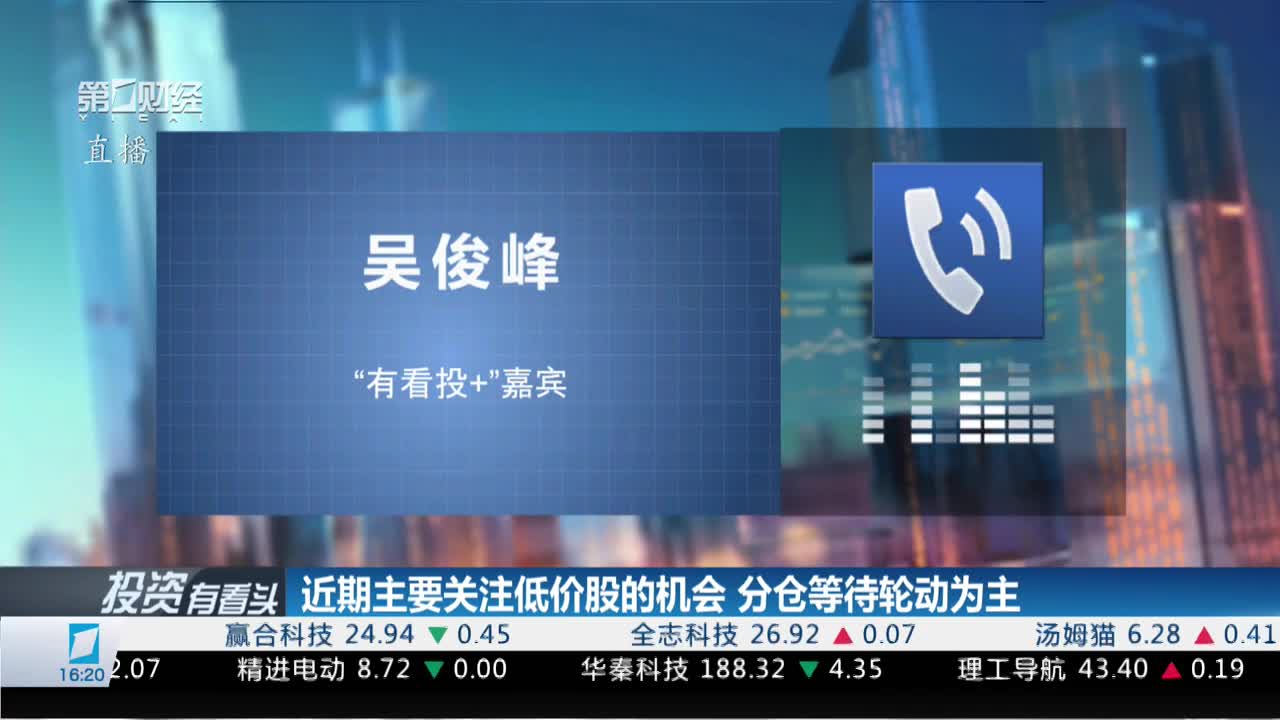 第一财经
YICAI
直播
吴俊峰
“有看投+”嘉宾
投资有看头
近期主要关注低价股的机会 分仓等待轮动为主
赢合科技 24.94 ▼ 0.45 全志科技 26.92 ▲ 0.07 汤姆猫 6.28 ▲ 0.41
16:20
2.07 精进电动 8.72 ▼ 0.00 华秦科技 188.32 ▼ 4.35 理工导航 43.40 ▲ 0.19